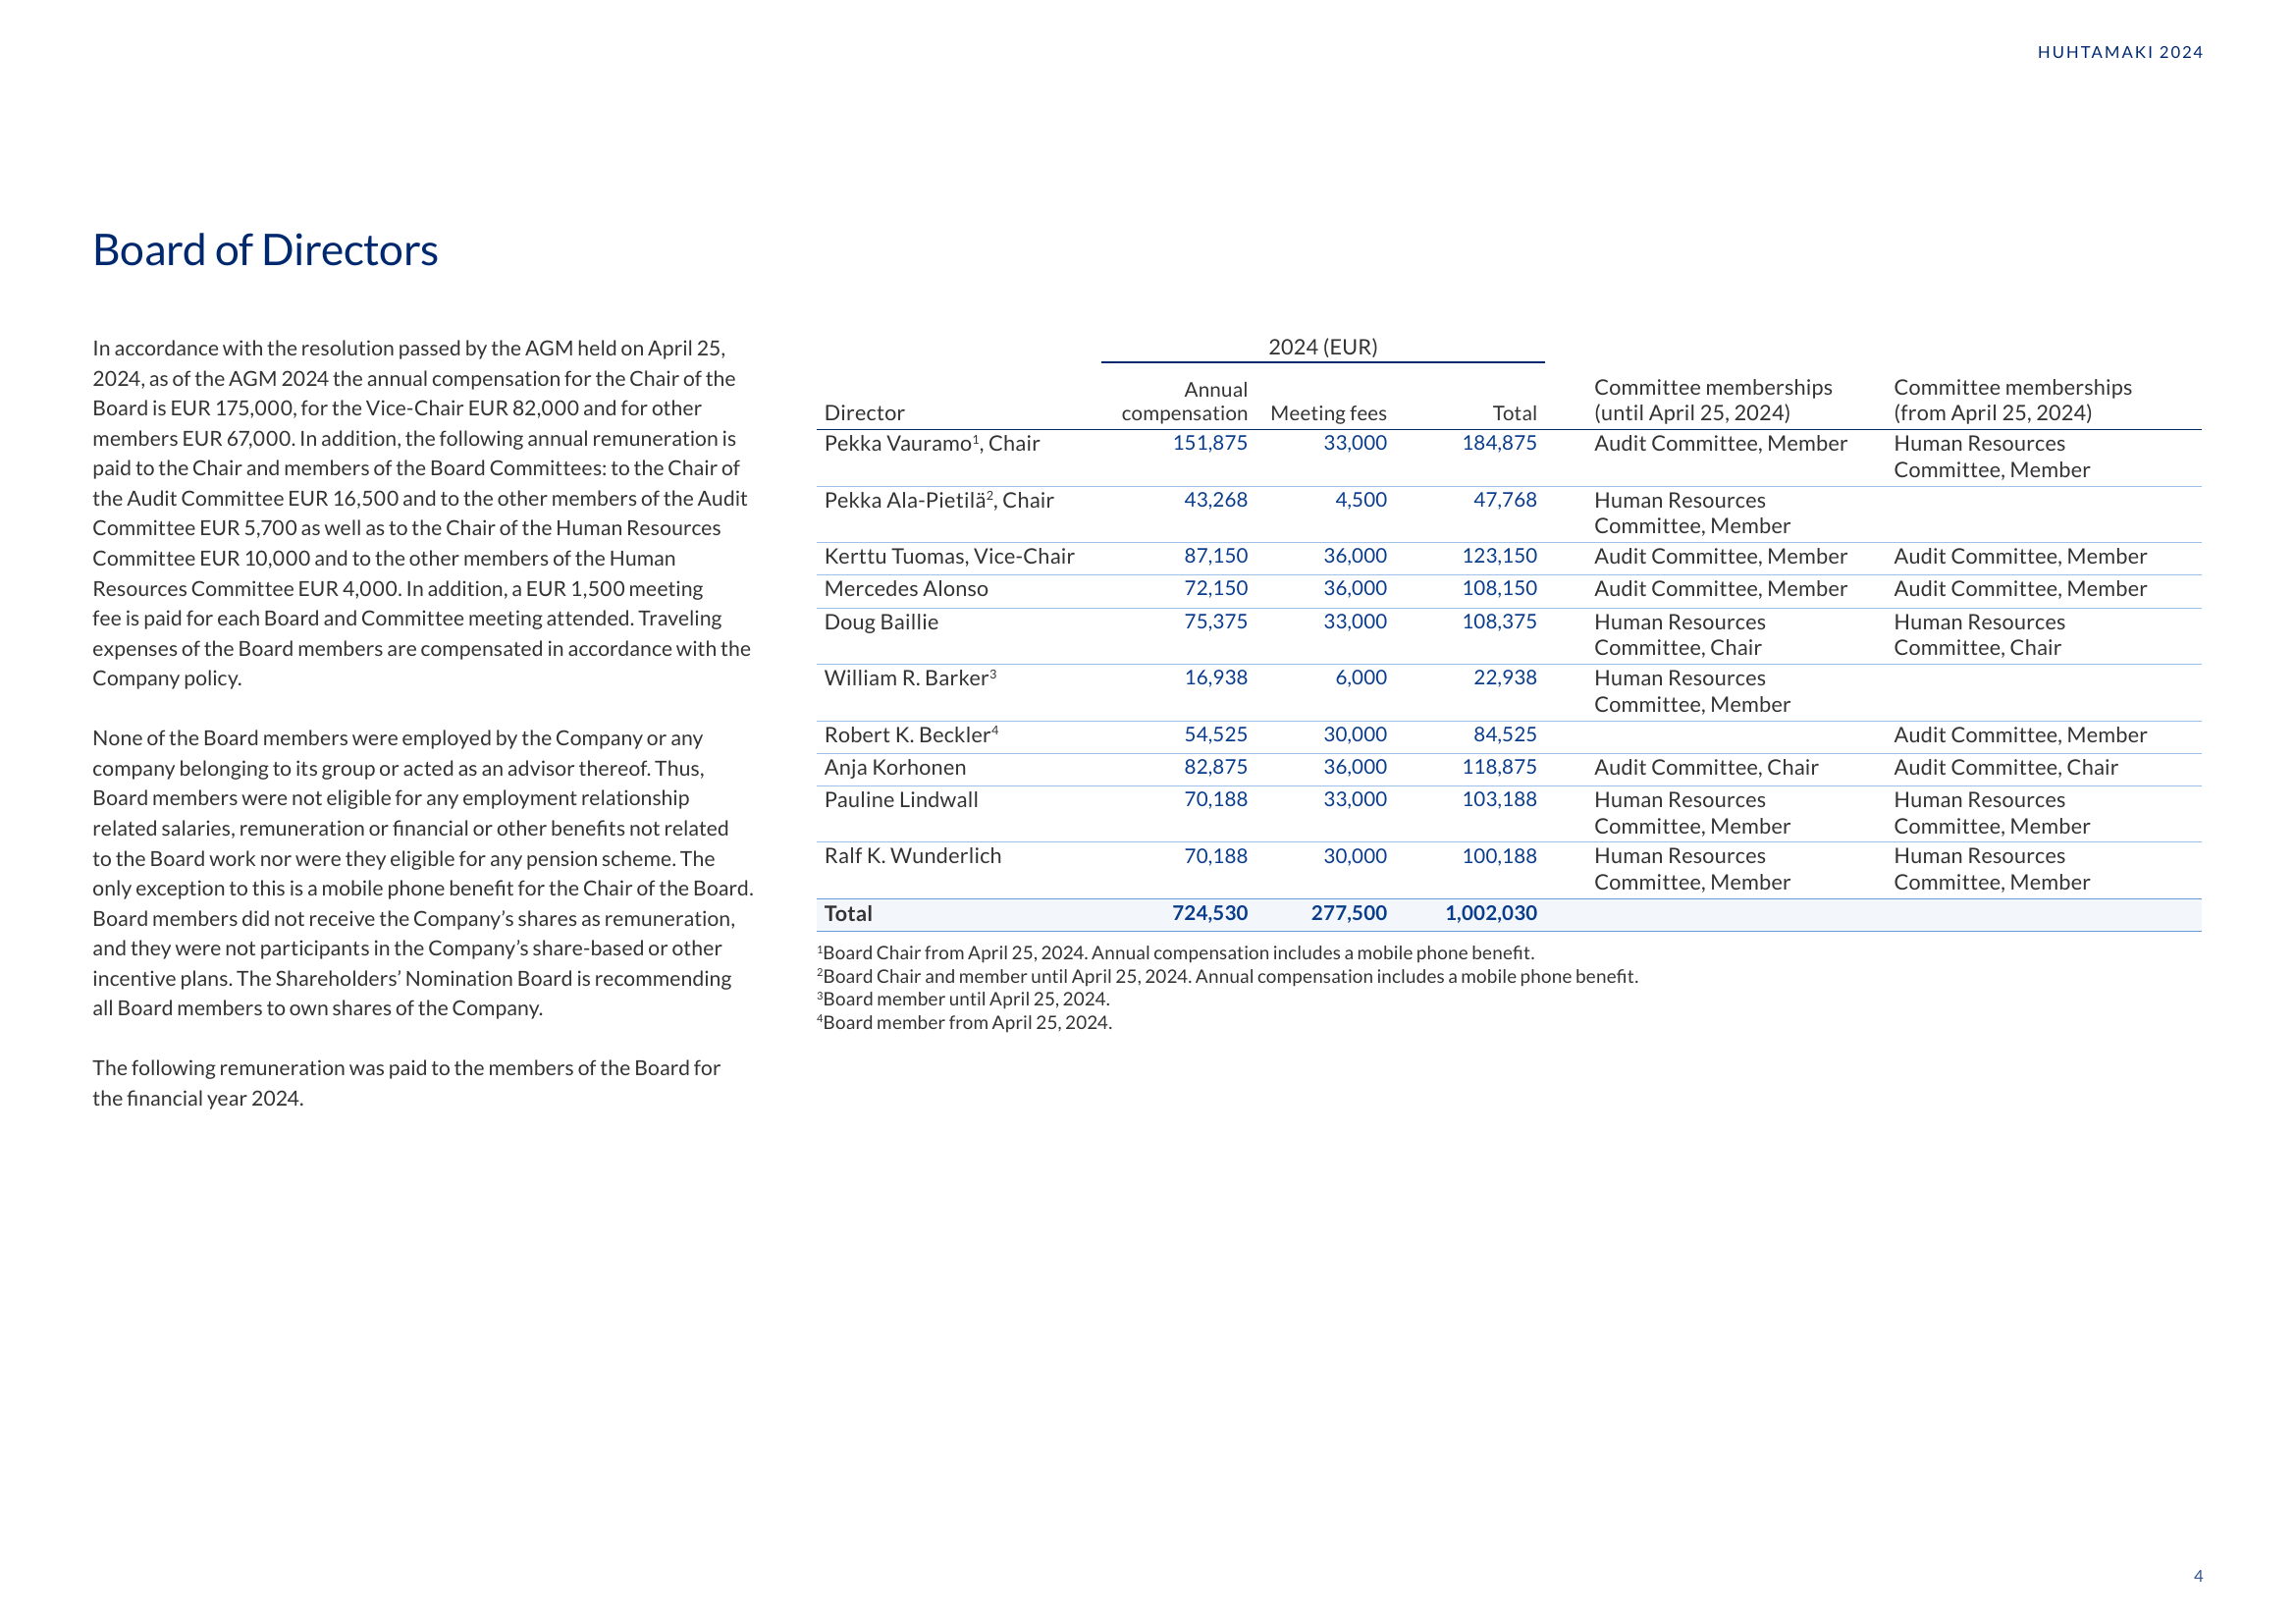 HUHTAMAKI 2024
Board of Directors
In accordance with the resolution passed by the AGM held on April 25,
2024, as of the AGM 2024 the annual compensation for the Chair of the
Board is EUR 175,000, for the Vice-Chair EUR 82,000 and for other
members EUR 67,000. In addition, the following annual remuneration is
paid to the Chair and members of the Board Committees: to the Chair of
the Audit Committee EUR 16,500 and to the other members of the Audit
Committee EUR 5,700 as well as to the Chair of the Human Resources
Committee EUR 10,000 and to the other members of the Human
Resources Committee EUR 4,000. In addition, a EUR 1,500 meeting
fee is paid for each Board and Committee meeting attended. Traveling
expenses of the Board members are compensated in accordance with the
Company policy.
None of the Board members were employed by the Company or any
company belonging to its group or acted as an advisor thereof. Thus,
Board members were not eligible for any employment relationship
related salaries, remuneration or financial or other benefits not related
to the Board work nor were they eligible for any pension scheme. The
only exception to this is a mobile phone benefit for the Chair of the Board.
Board members did not receive the Company’s shares as remuneration,
and they were not participants in the Company’s share-based or other
incentive plans. The Shareholders’ Nomination Board is recommending
all Board members to own shares of the Company.
The following remuneration was paid to the members of the Board for
the financial year 2024.
2024 (EUR)
Director Annual compensation Meeting fees Total Committee memberships (until April 25, 2024) Committee memberships (from April 25, 2024)
Pekka Vauramo¹, Chair 151,875 33,000 184,875 Audit Committee, Member Human Resources Committee, Member
Pekka Ala-Pietilä², Chair 43,268 4,500 47,768 Human Resources Committee, Member
Kerttu Tuomas, Vice-Chair 87,150 36,000 123,150 Audit Committee, Member Audit Committee, Member
Mercedes Alonso 72,150 36,000 108,150 Audit Committee, Member Audit Committee, Member
Doug Baillie 75,375 33,000 108,375 Human Resources Committee, Chair Human Resources Committee, Chair
William R. Barker³ 16,938 6,000 22,938 Human Resources Committee, Member
Robert K. Beckler⁴ 54,525 30,000 84,525 Audit Committee, Member
Anja Korhonen 82,875 36,000 118,875 Audit Committee, Chair Audit Committee, Chair
Pauline Lindwall 70,188 33,000 103,188 Human Resources Committee, Member Human Resources Committee, Member
Ralf K. Wunderlich 70,188 30,000 100,188 Human Resources Committee, Member Human Resources Committee, Member
Total 724,530 277,500 1,002,030
¹Board Chair from April 25, 2024. Annual compensation includes a mobile phone benefit.
²Board Chair and member until April 25, 2024. Annual compensation includes a mobile phone benefit.
³Board member until April 25, 2024.
⁴Board member from April 25, 2024.
4